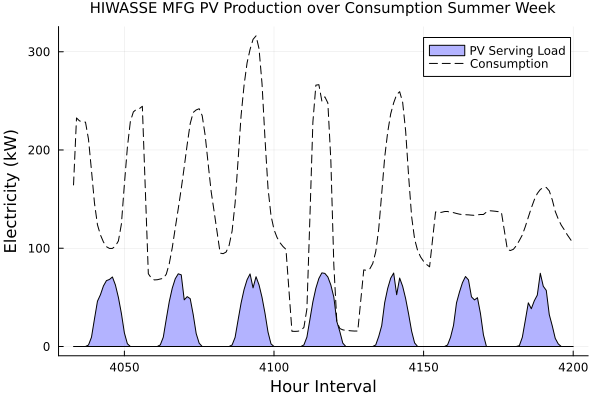 HIWASSE MFG PV Production over Consumption Summer Week
PV Serving Load
Consumption
Electricity (kW)
300
200
100
0
4050
4100
4150
4200
Hour Interval